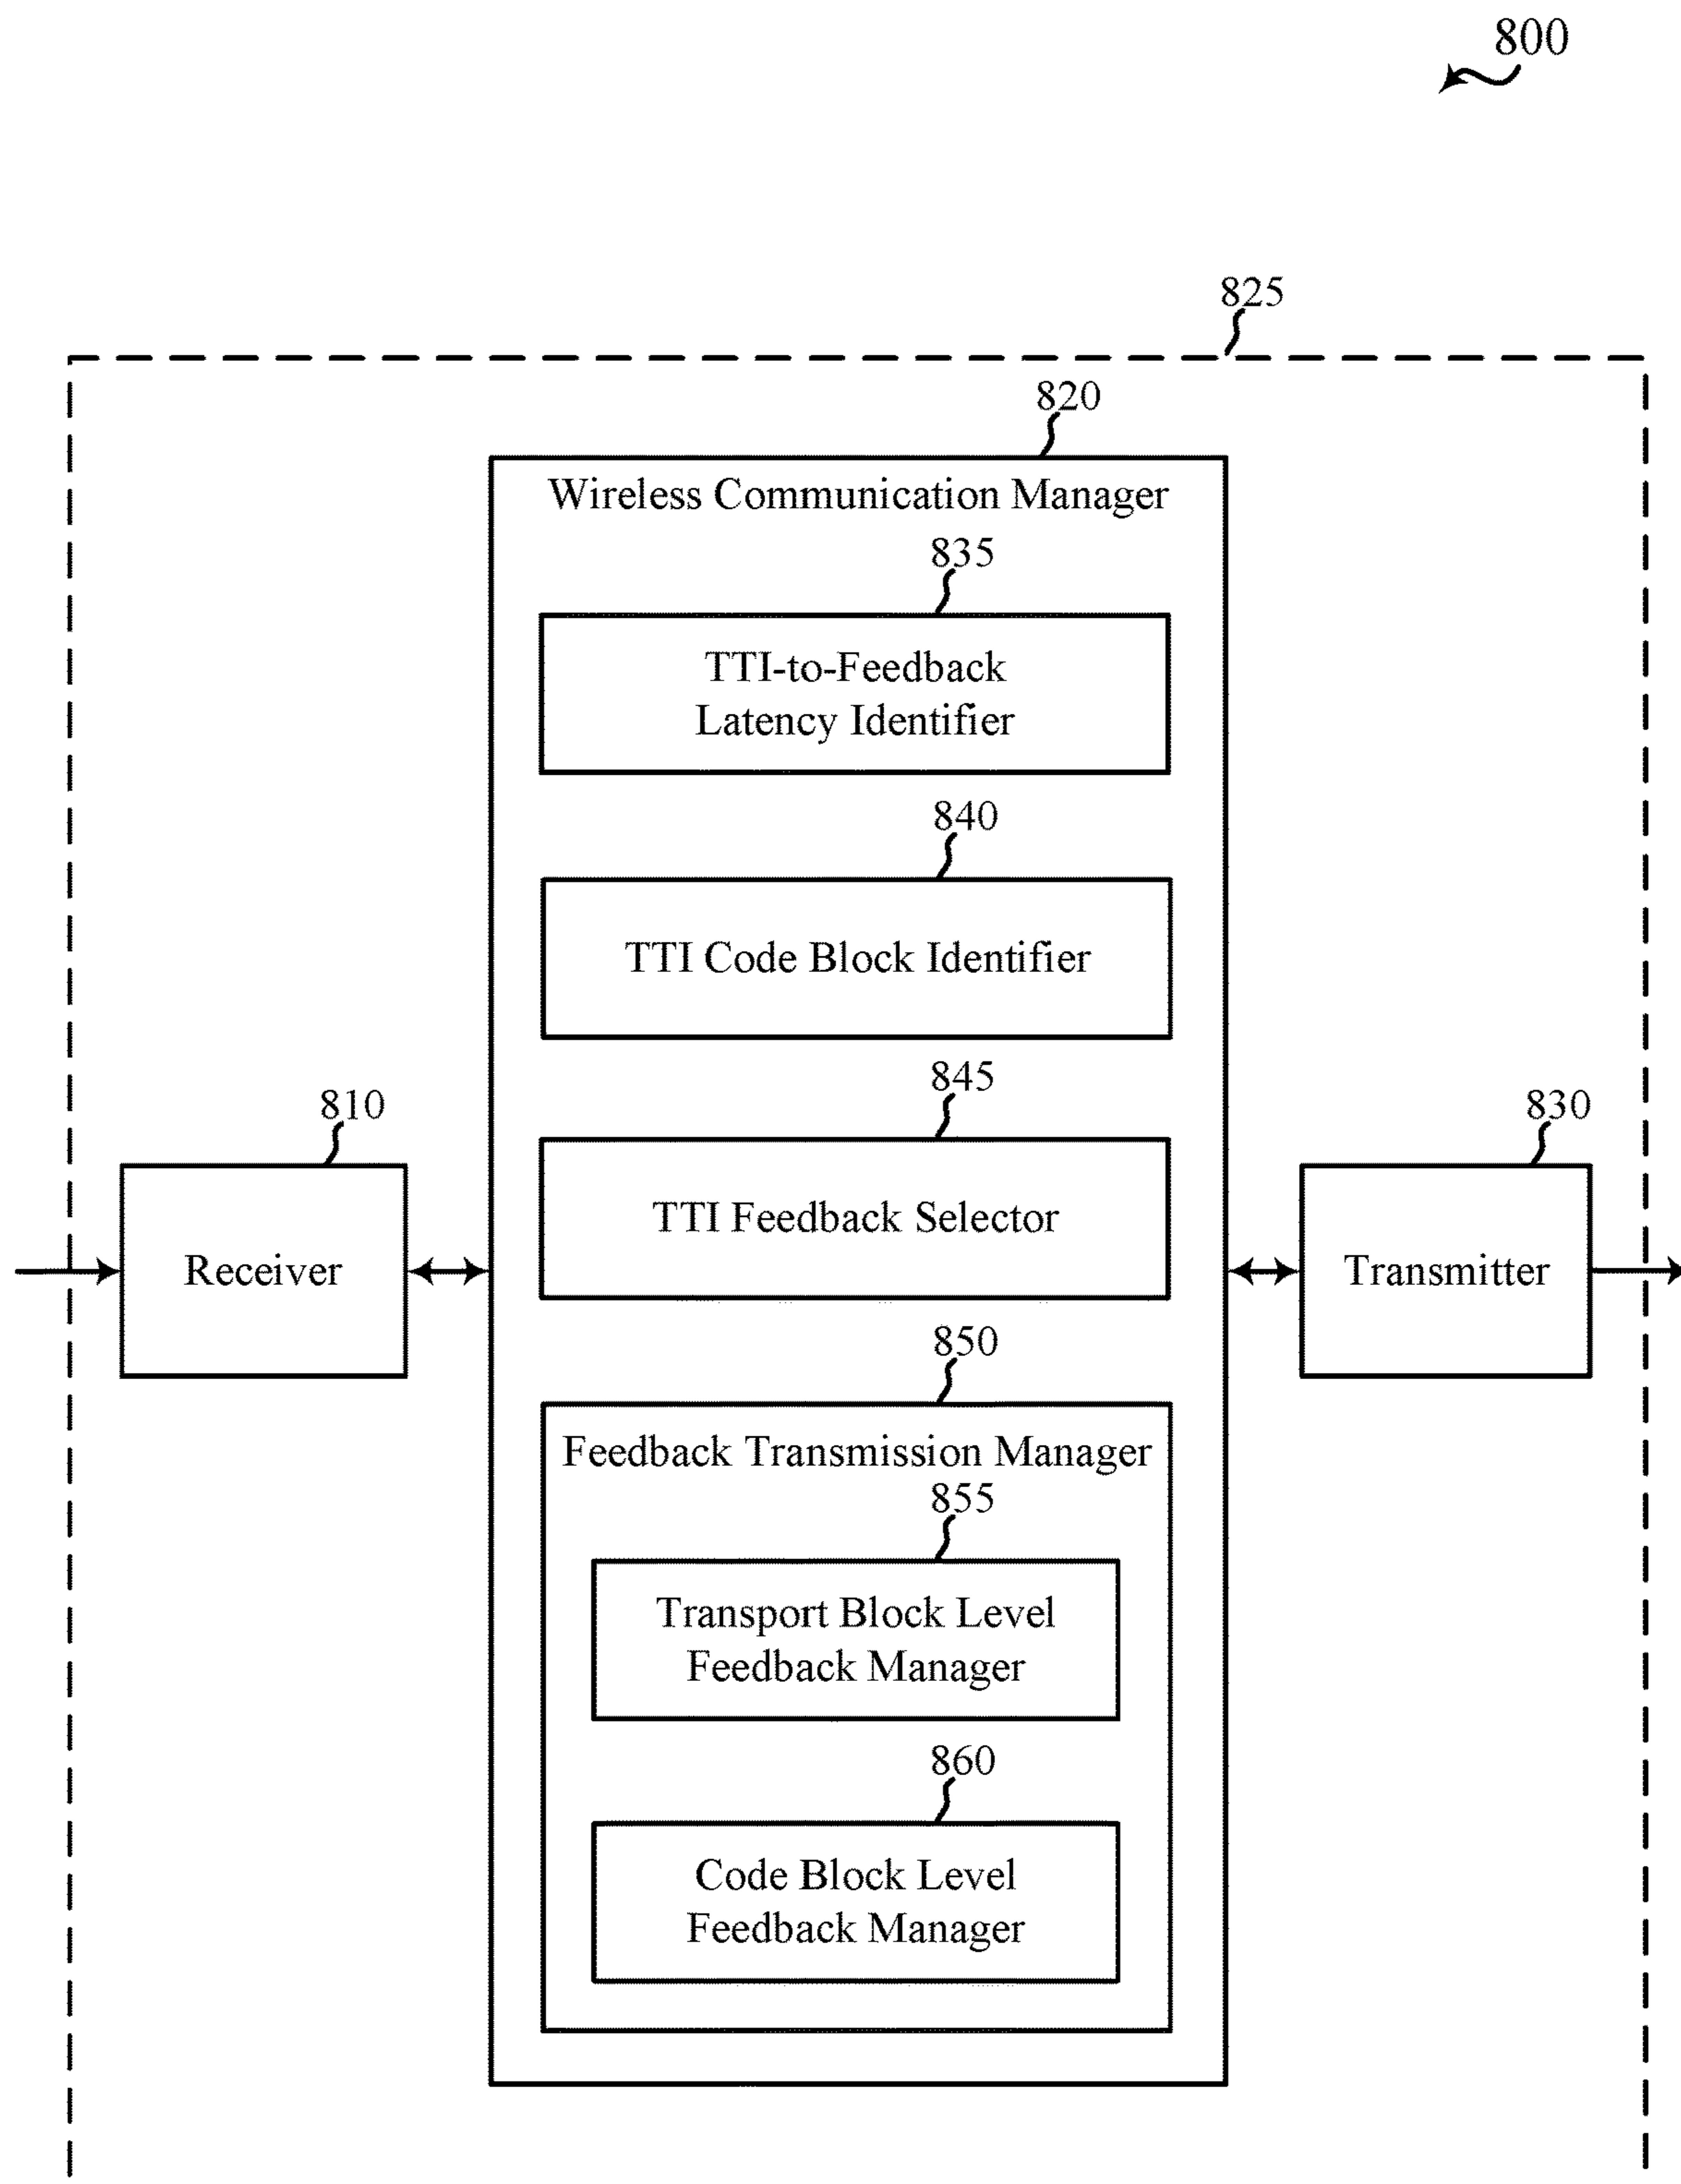 800
825
820
Wireless Communication Manager
835
TTI-to-Feedback
Latency Identifier
840
TTI Code Block Identifier
845
810
830
TTI Feedback Selector
Receiver
Transmitter
850
Feedback Transmission Manager
855
Transport Block Level
Feedback Manager
860
Code Block Level
Feedback Manager